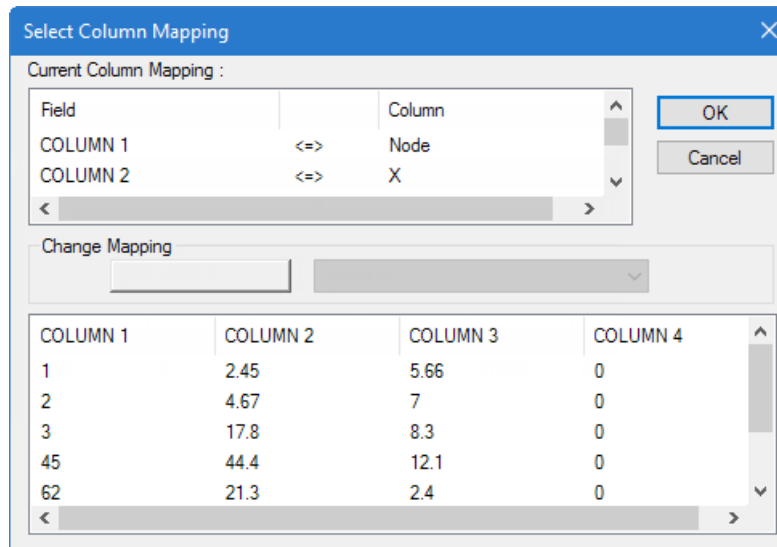 Select Column Mapping
Current Column Mapping :
Field Column
COLUMN 1 <=> Node
COLUMN 2 <=> X
OK
Cancel
Change Mapping
COLUMN 1 COLUMN 2 COLUMN 3 COLUMN 4
1 2.45 5.66 0
2 4.67 7 0
3 17.8 8.3 0
45 44.4 12.1 0
62 21.3 2.4 0